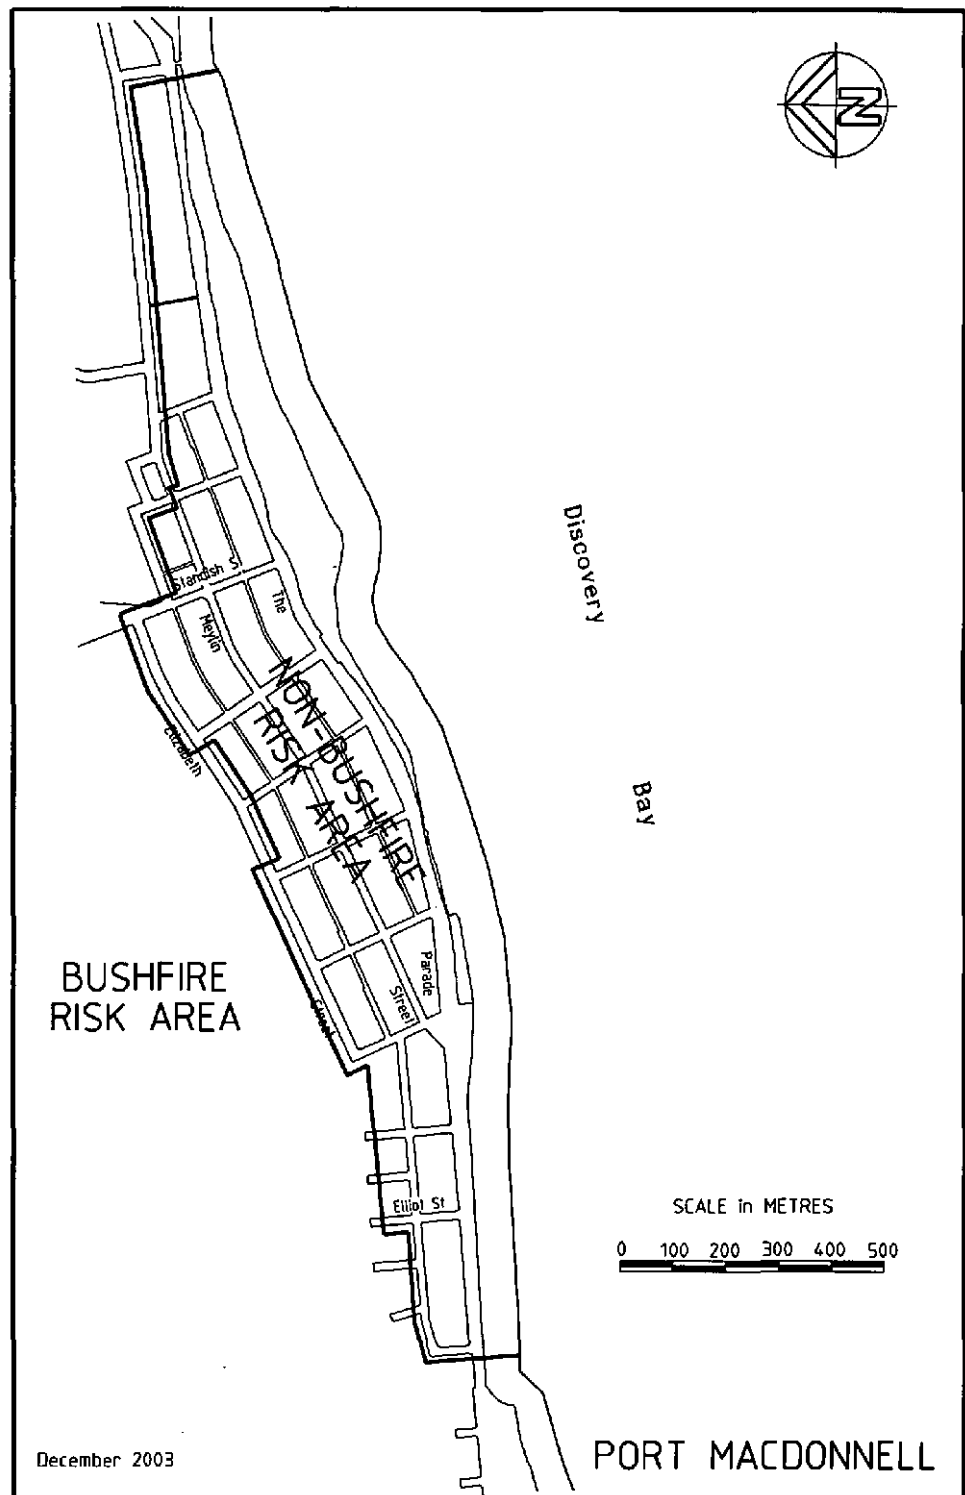 N
Discovery
Bay
Standish S
The
Meylin
NON-BUSHFIRE
RISK AREA
Elizabeth
BUSHFIRE
RISK AREA
Parade
Street
Street
Elliot St
SCALE in METRES
0 100 200 300 400 500
December 2003
PORT MACDONNELL